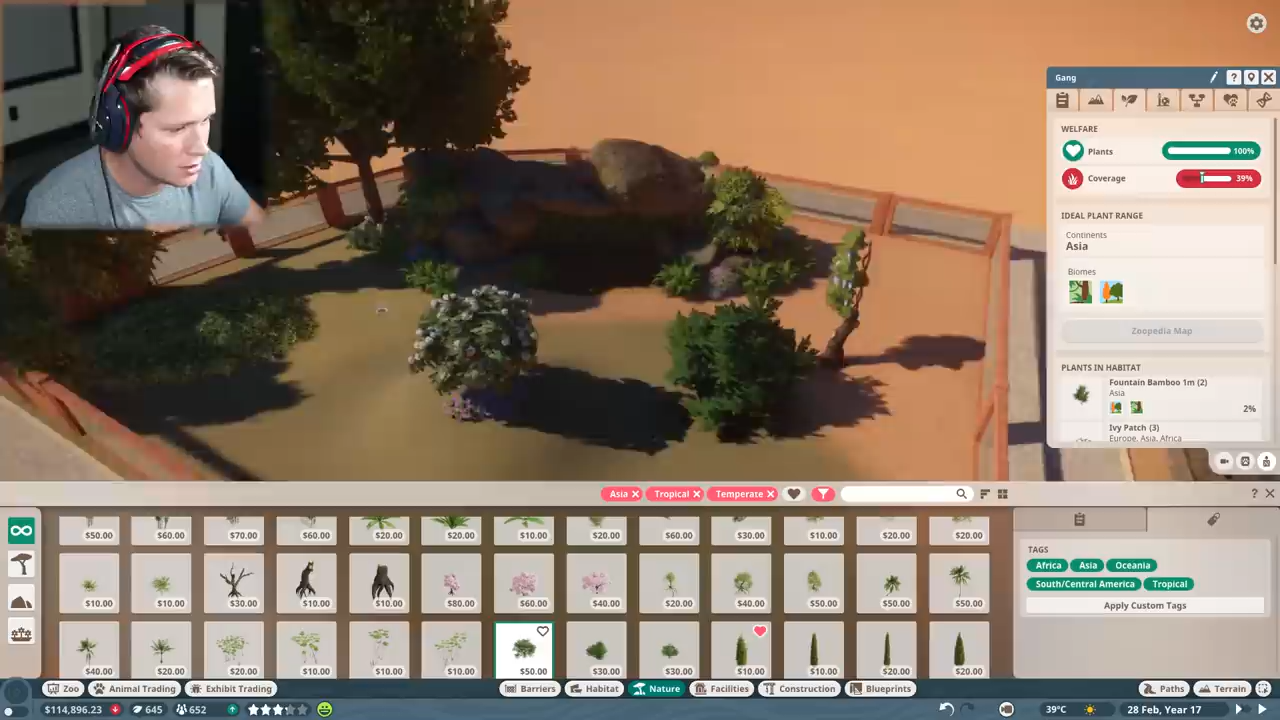 Gang
?
WELFARE
Plants 100%
Coverage 39%
IDEAL PLANT RANGE
Continents
Asia
Biomes
Zoopedia Map
PLANTS IN HABITAT
Fountain Bamboo 1m (2)
Asia
2%
Ivy Patch (3)
Europe, Asia, Africa
Asia Tropical Temperate
?
$50.00 $60.00 $70.00 $60.00 $20.00 $20.00 $10.00 $20.00 $60.00 $30.00 $10.00 $20.00 $20.00
$10.00 $10.00 $30.00 $10.00 $10.00 $80.00 $60.00 $40.00 $20.00 $40.00 $50.00 $50.00 $50.00
$40.00 $20.00 $20.00 $10.00 $10.00 $10.00 $50.00 $30.00 $30.00 $10.00 $10.00 $20.00 $20.00
TAGS
Africa Asia Oceania
South/Central America Tropical
Apply Custom Tags
Zoo Animal Trading Exhibit Trading Barriers Habitat Nature Facilities Construction Blueprints Paths Terrain
$114,896.23 645 652 39°C 28 Feb, Year 17